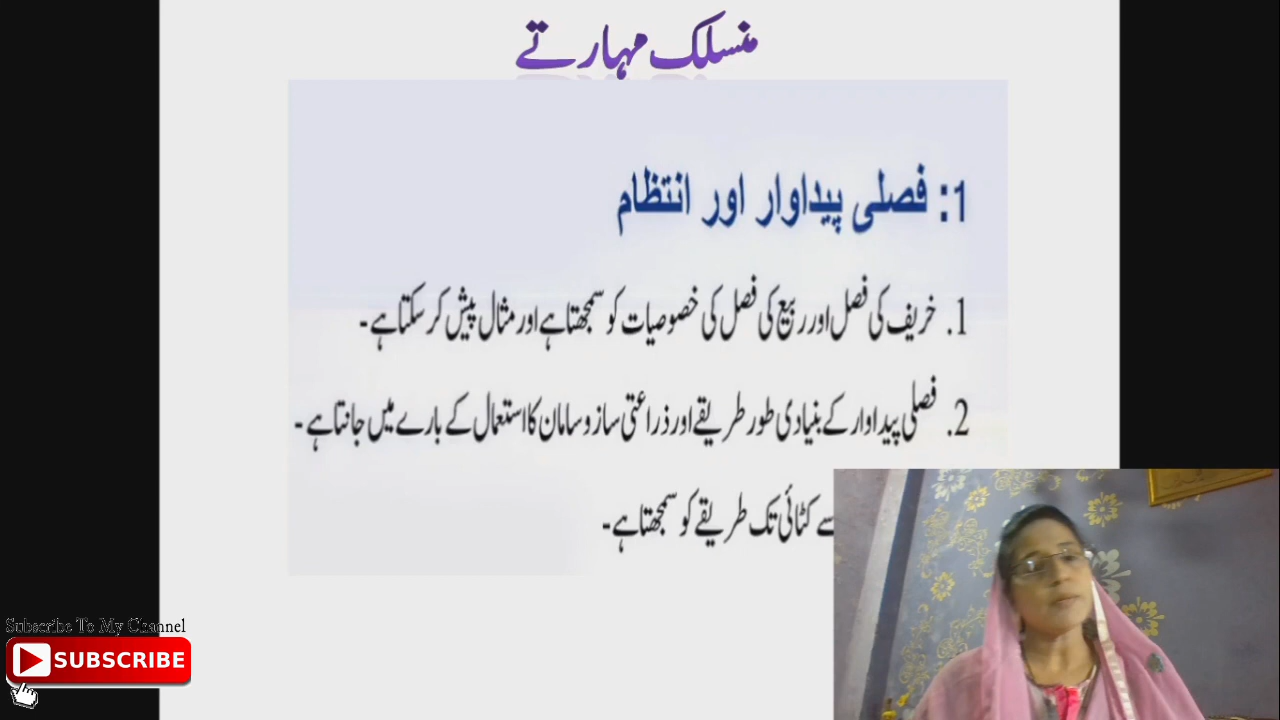 منسلک مہارتے
1: فصلی پیداوار اور انتظام
1. خریف کی فصل اور ربیع کی فصل کی خصوصیات کو سمجھتا ہے اور مثال پیش کر سکتا ہے۔
2. فصلی پیداوار کے بنیادی طور طریقے اور ذراعتی ساز و سامان کا استعمال کے بارے میں جانتا ہے۔
سے کٹائی تک طریقے کو سمجھتا ہے۔
Subscribe To My Channel
SUBSCRIBE